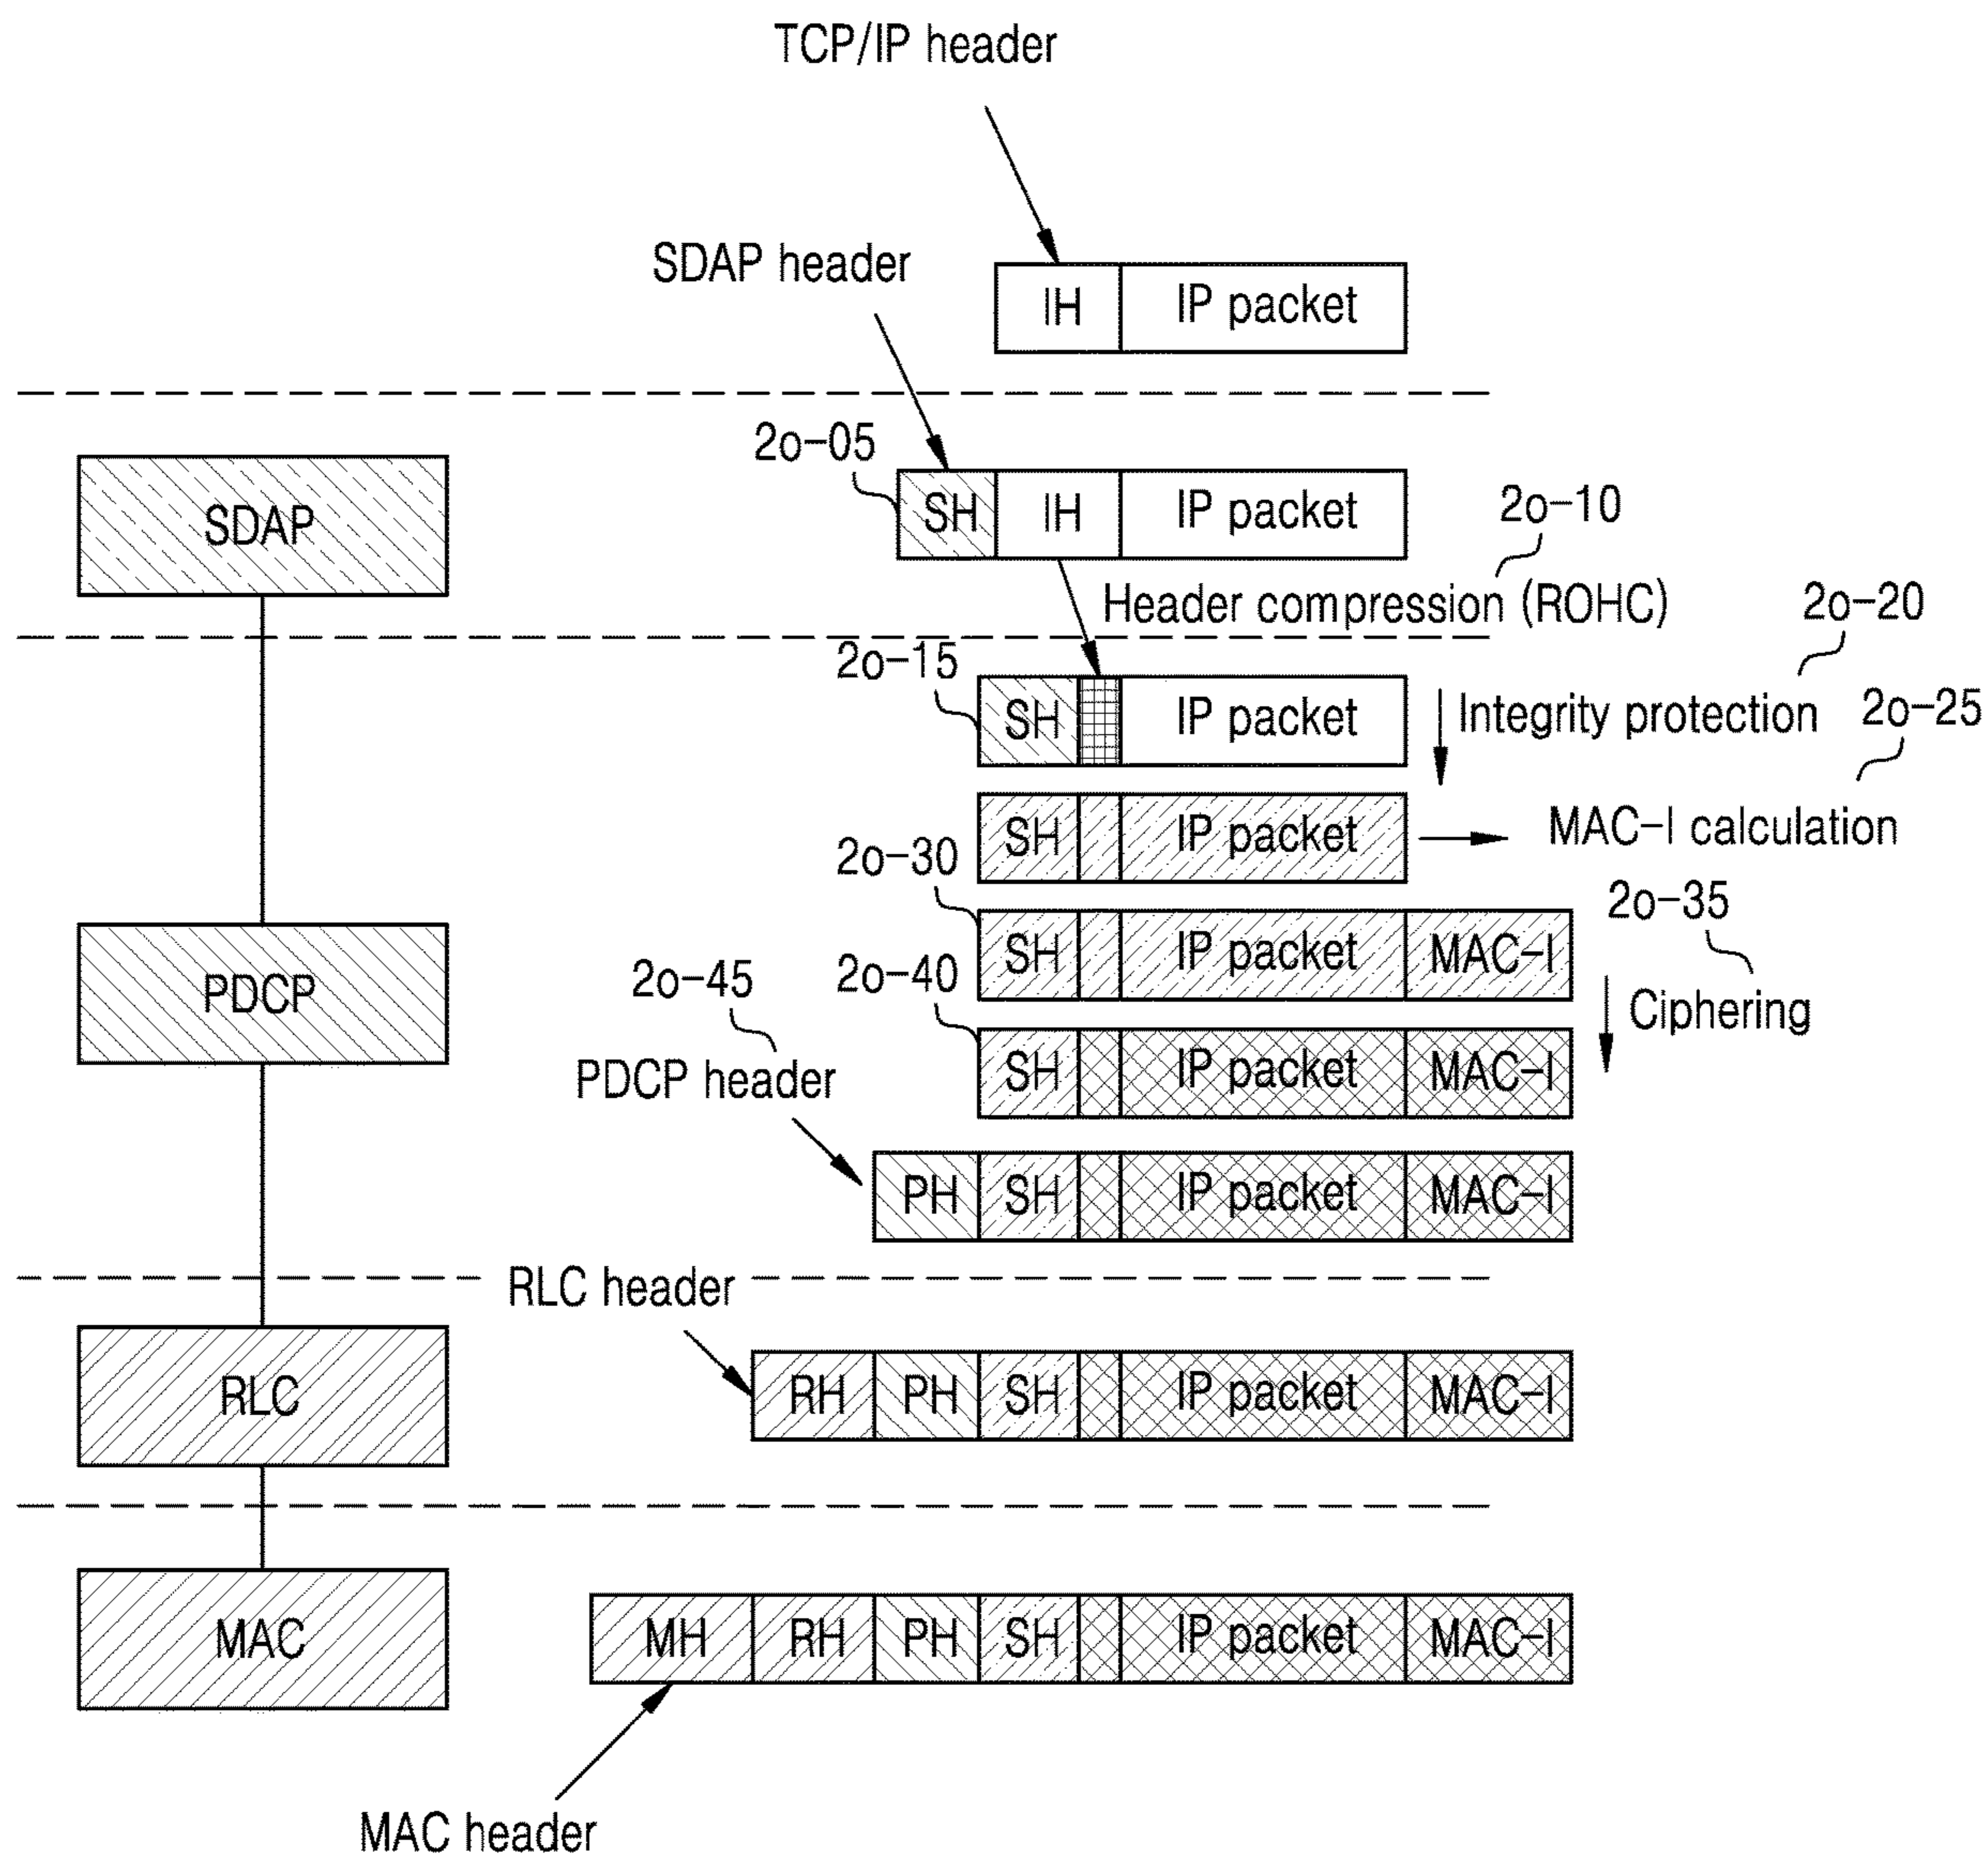 TCP/IP header
SDAP header
IH IP packet
2o-05
SDAP
SH IH IP packet
2o-10
Header compression (ROHC)
2o-20
2o-15
SH IP packet
Integrity protection
2o-25
SH IP packet
MAC-I calculation
2o-30
2o-35
SH IP packet MAC-I
PDCP
2o-45
2o-40
Ciphering
PDCP header
SH IP packet MAC-I
PH SH IP packet MAC-I
RLC header
RLC
RH PH SH IP packet MAC-I
MAC
MH RH PH SH IP packet MAC-I
MAC header